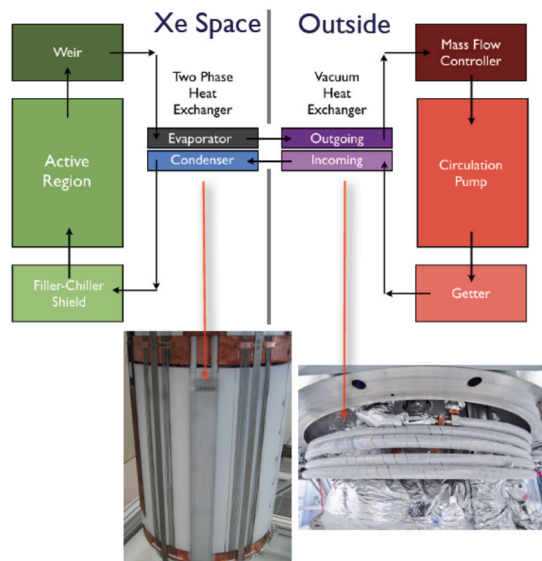 Xe Space
Outside
Weir
Mass Flow
Controller
Two Phase
Heat
Exchanger
Vacuum
Heat
Exchanger
Evaporator
Outgoing
Condenser
Incoming
Active
Region
Circulation
Pump
Filler-Chiller
Shield
Getter